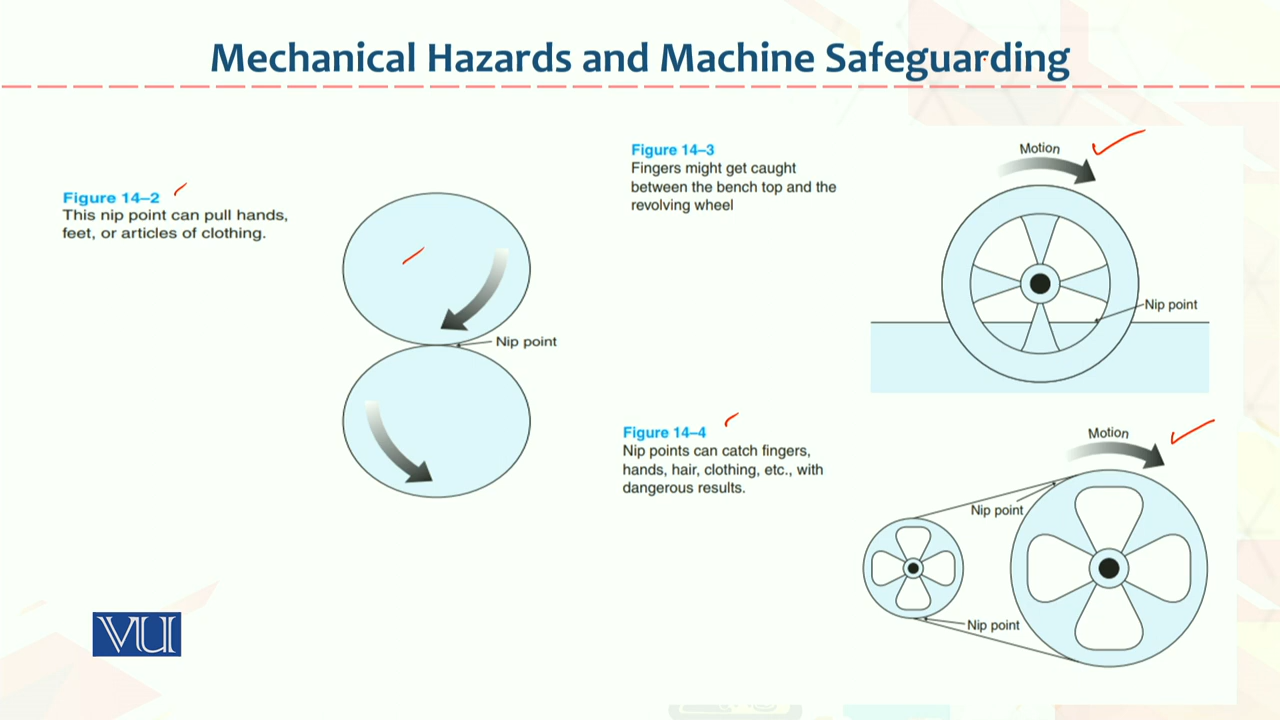 Mechanical Hazards and Machine Safeguarding
Figure 14–2
This nip point can pull hands,
feet, or articles of clothing.
Nip point
Figure 14–3
Fingers might get caught
between the bench top and the
revolving wheel
Motion
Nip point
Figure 14–4
Nip points can catch fingers,
hands, hair, clothing, etc., with
dangerous results.
Motion
Nip point
Nip point
VU